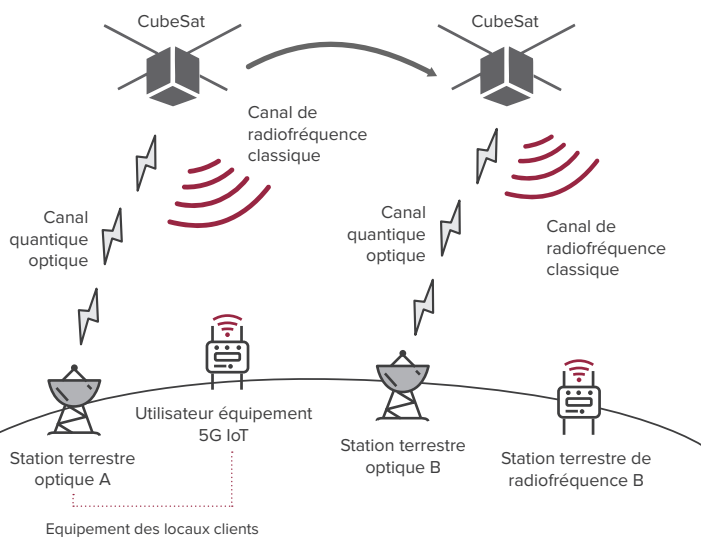 CubeSat
CubeSat
Canal de
radiofréquence
classique
Canal
quantique
optique
Canal
quantique
optique
Canal de
radiofréquence
classique
Utilisateur équipement
5G IoT
Station terrestre
optique A
Station terrestre
optique B
Station terrestre de
radiofréquence B
Equipement des locaux clients